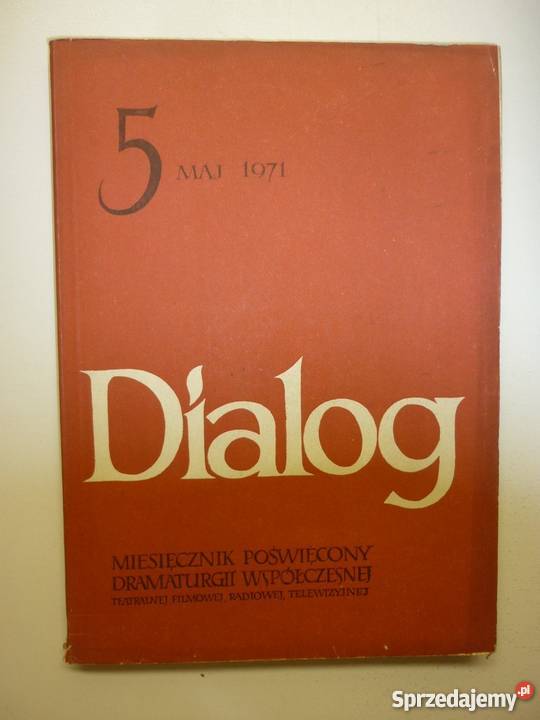 5 MAJ 1971
Dialog
MIESIĘCZNIK POŚWIĘCONY
DRAMATURGII WSPÓŁCZESNEJ
TEATRALNEJ, FILMOWEJ, RADIOWEJ, TELEWIZYJNEJ
Sprzedajemy.pl